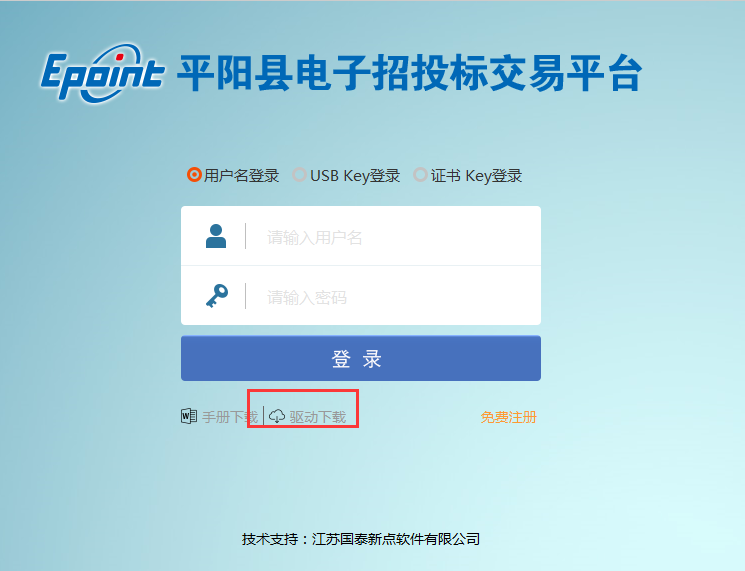 Epoint 平阳县电子招投标交易平台
用户名登录 USB Key登录 证书 Key登录
请输入用户名
请输入密码
登 录
手册下载 驱动下载 免费注册
技术支持：江苏国泰新点软件有限公司